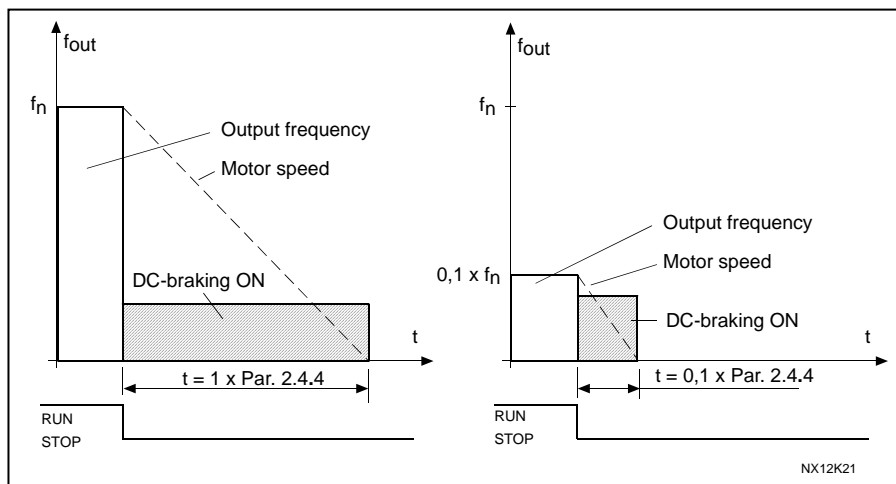 fout
fn
Output frequency
Motor speed
DC-braking ON
t
t = 1 x Par. 2.4.4
RUN
STOP
fout
fn
Output frequency
Motor speed
0,1 x fn
DC-braking ON
t
t = 0,1 x Par. 2.4.4
RUN
STOP
NX12K21